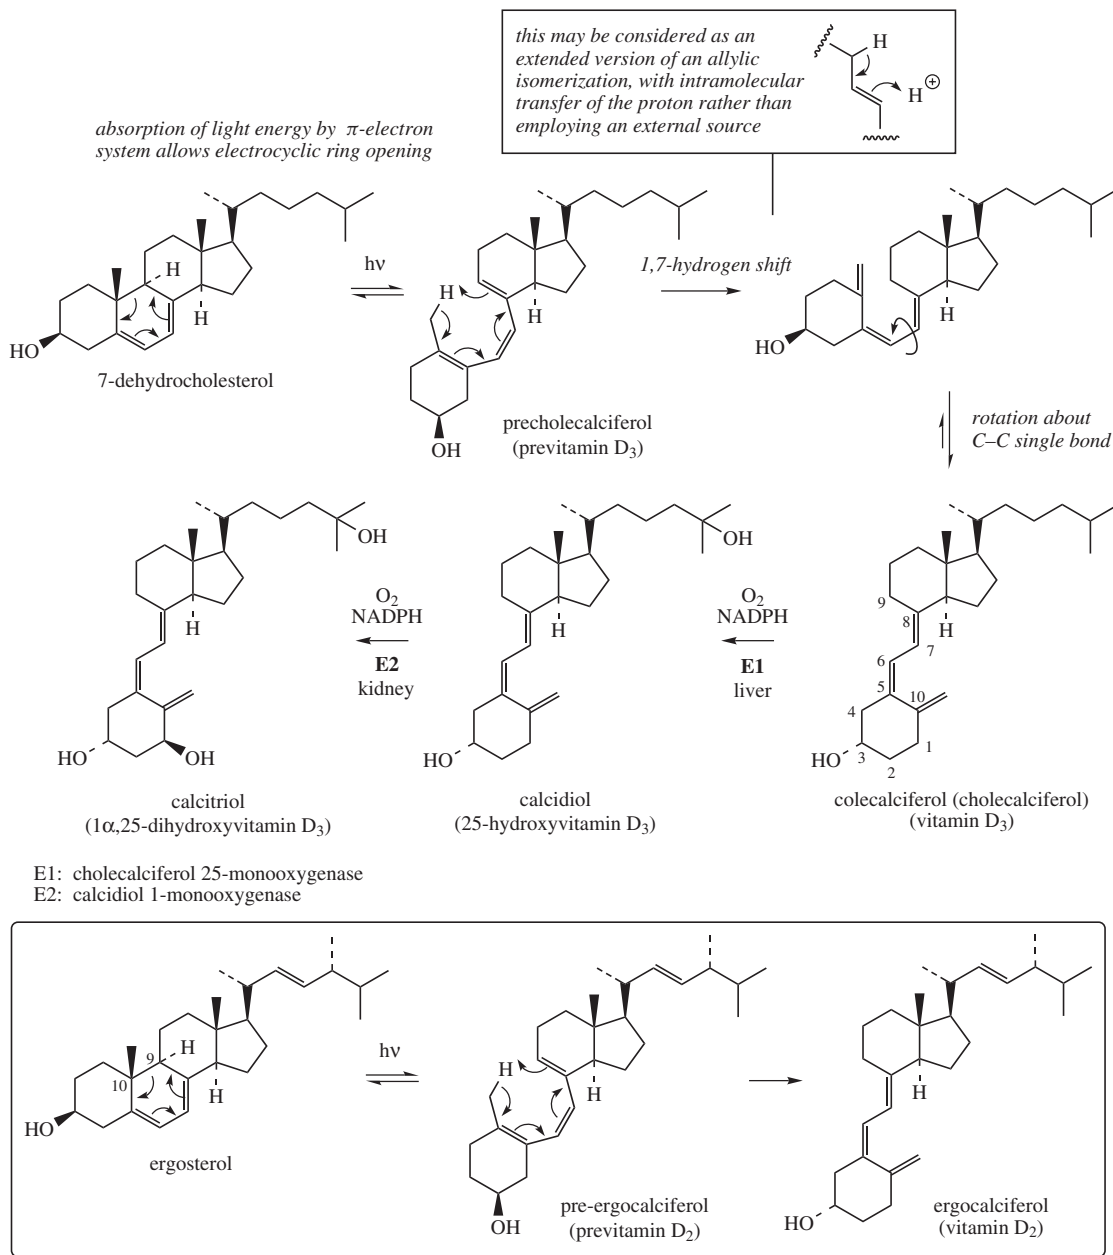 this may be considered as an
extended version of an allylic
isomerization, with intramolecular
transfer of the proton rather than
employing an external source
H
H⊕
absorption of light energy by π-electron
system allows electrocyclic ring opening
H
H
HO
7-dehydrocholesterol
hν
H
H
OH
precholecalciferol
(previtamin D3)
1,7-hydrogen shift
H
HO
rotation about
C–C single bond
OH
H
HO
OH
calcitriol
(1α,25-dihydroxyvitamin D3)
O2
NADPH
E2
kidney
OH
H
HO
calcidiol
(25-hydroxyvitamin D3)
O2
NADPH
E1
liver
9
8
H
7
6
5
10
4
HO
3
1
2
colecalciferol (cholecalciferol)
(vitamin D3)
E1: cholecalciferol 25-monooxygenase
E2: calcidiol 1-monooxygenase
9
H
10
H
HO
ergosterol
hν
H
H
OH
pre-ergocalciferol
(previtamin D2)
H
HO
ergocalciferol
(vitamin D2)